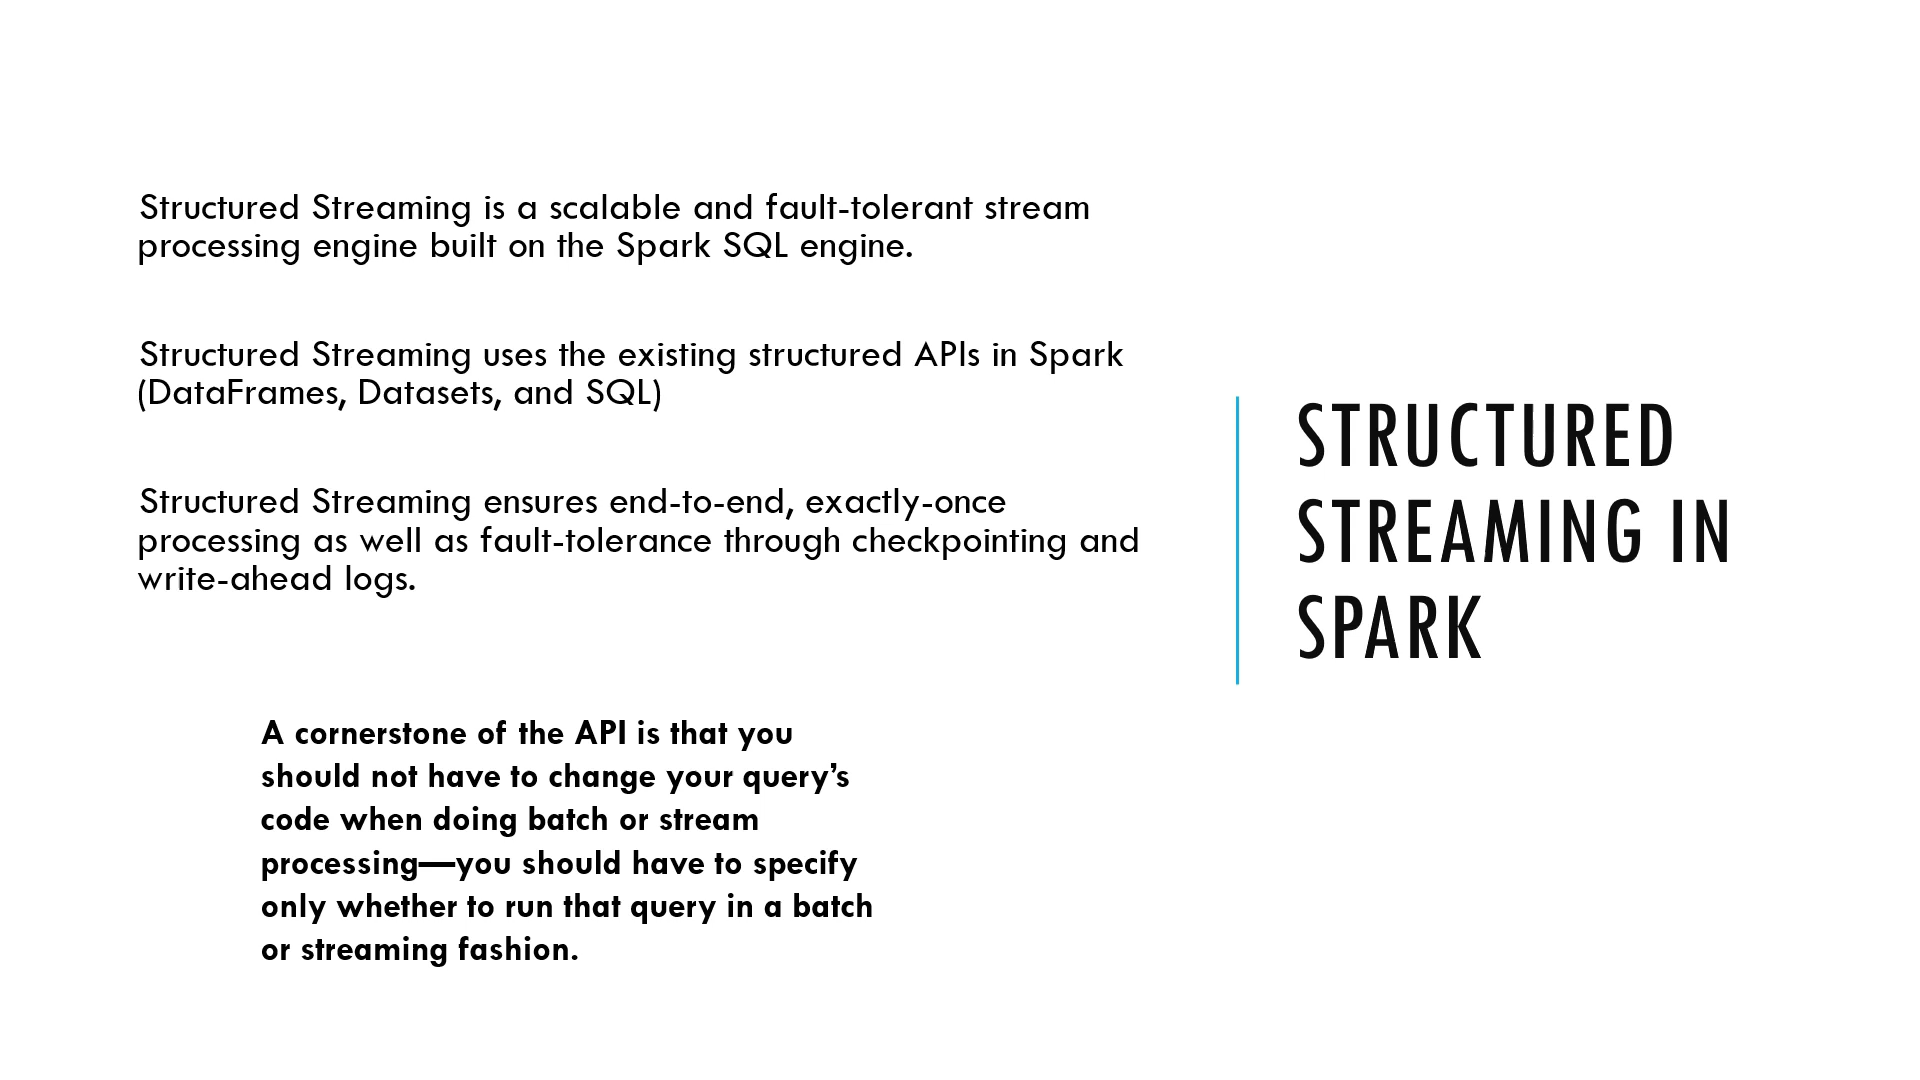 Structured Streaming is a scalable and fault-tolerant stream
processing engine built on the Spark SQL engine.
Structured Streaming uses the existing structured APIs in Spark
(DataFrames, Datasets, and SQL)
Structured Streaming ensures end-to-end, exactly-once
processing as well as fault-tolerance through checkpointing and
write-ahead logs.
A cornerstone of the API is that you
should not have to change your query’s
code when doing batch or stream
processing—you should have to specify
only whether to run that query in a batch
or streaming fashion.
STRUCTURED
STREAMING IN
SPARK